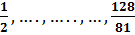 1/2, ...., ....., ..., 128/81